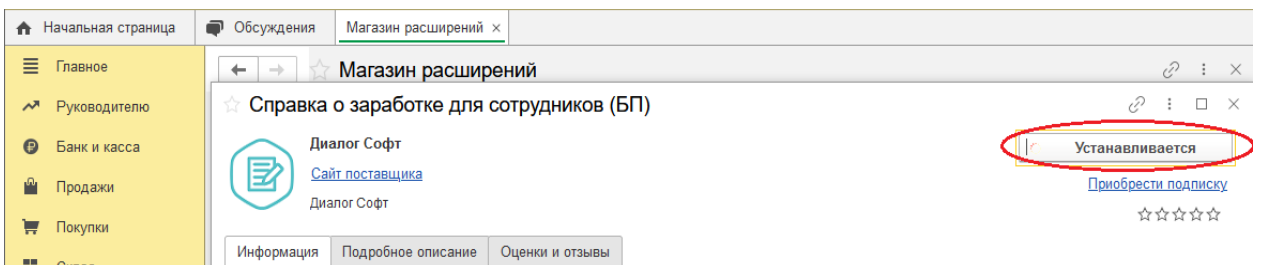 Начальная страница Обсуждения Магазин расширений ×
Главное
Магазин расширений
Руководителю
Справка о заработке для сотрудников (БП)
Банк и касса
Диалог Софт
Устанавливается
Сайт поставщика
Продажи
Приобрести подписку
Диалог Софт
Покупки
Информация Подробное описание Оценки и отзывы